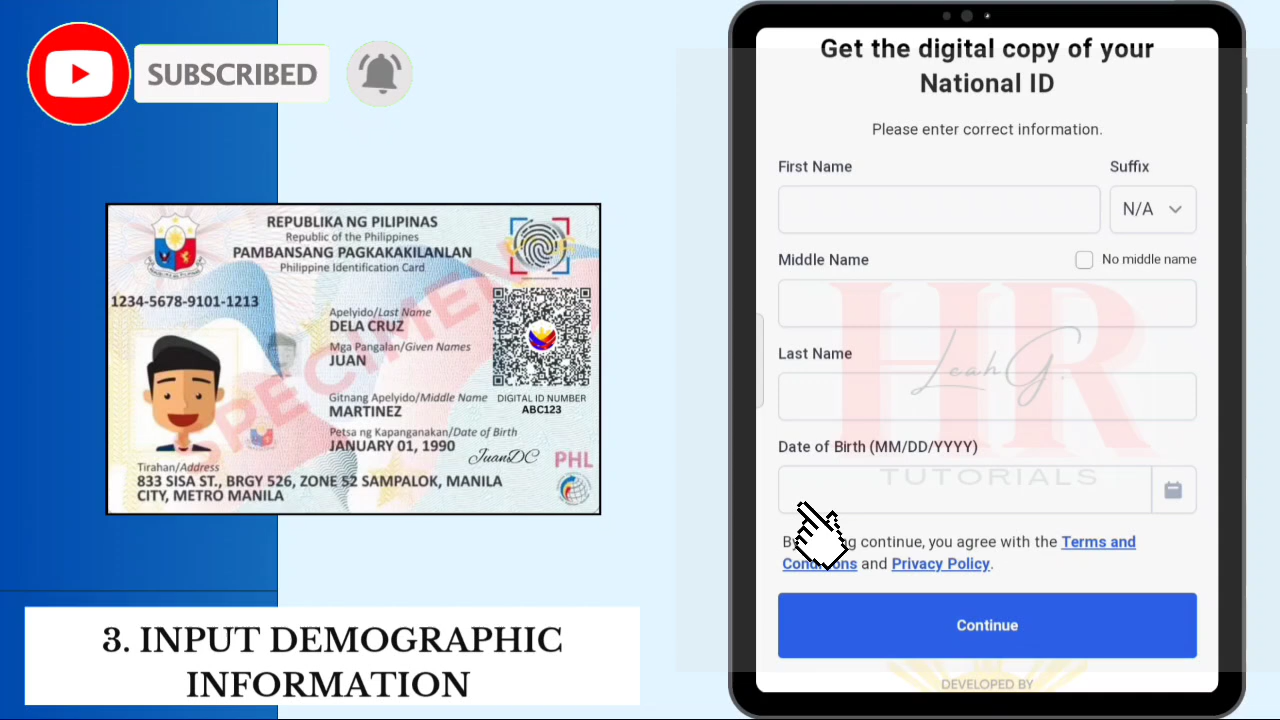 SUBSCRIBED
REPUBLIKA NG PILIPINAS
Republic of the Philippines
PAMBANSANG PAGKAKAKILANLAN
Philippine Identification Card
1234-5678-9101-1213
Apelyido/Last Name
DELA CRUZ
Mga Pangalan/Given Names
JUAN
Gitnang Apelyido/Middle Name
MARTINEZ
Petsa ng Kapanganakan/Date of Birth
JANUARY 01, 1990
DIGITAL ID NUMBER
ABC123
JuanDC
PHL
Tirahan/Address
833 SISA ST., BRGY 526, ZONE 52 SAMPALOK, MANILA
CITY, METRO MANILA
SPECIMEN
3. INPUT DEMOGRAPHIC
INFORMATION
Get the digital copy of your
National ID
Please enter correct information.
First Name
Suffix
N/A
Middle Name
No middle name
Last Name
Date of Birth (MM/DD/YYYY)
continue, you agree with the Terms and
and Privacy Policy.
Continue
DEVELOPED BY
HR
Leah G.
TUTORIALS